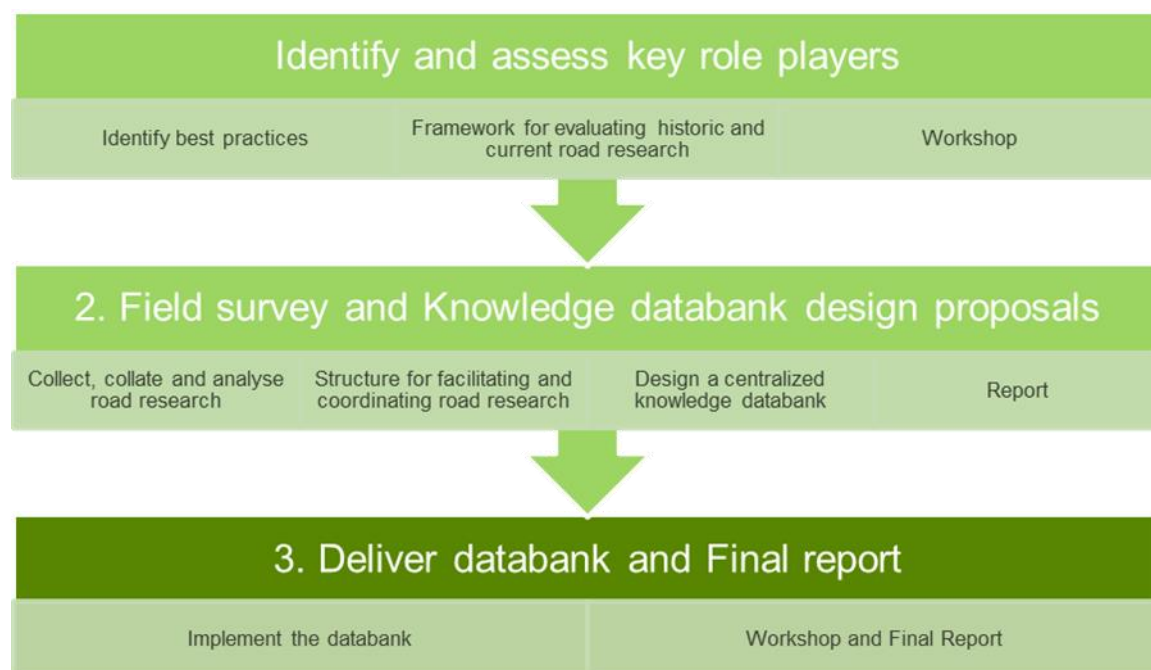 Identify and assess key role players
Identify best practices
Framework for evaluating historic and
current road research
Workshop
2. Field survey and Knowledge databank design proposals
Collect, collate and analyse
road research
Structure for facilitating and
coordinating road research
Design a centralized
knowledge databank
Report
3. Deliver databank and Final report
Implement the databank
Workshop and Final Report